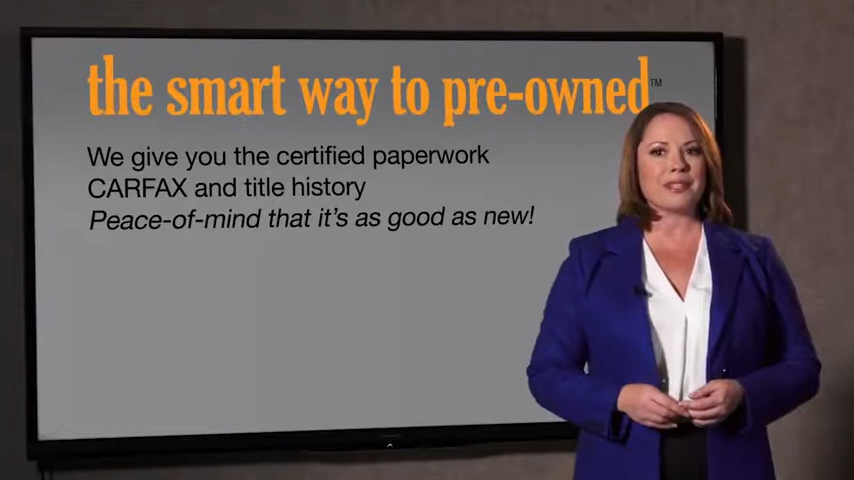 the smart way to pre-owned™
We give you the certified paperwork
CARFAX and title history
Peace-of-mind that it's as good as new!